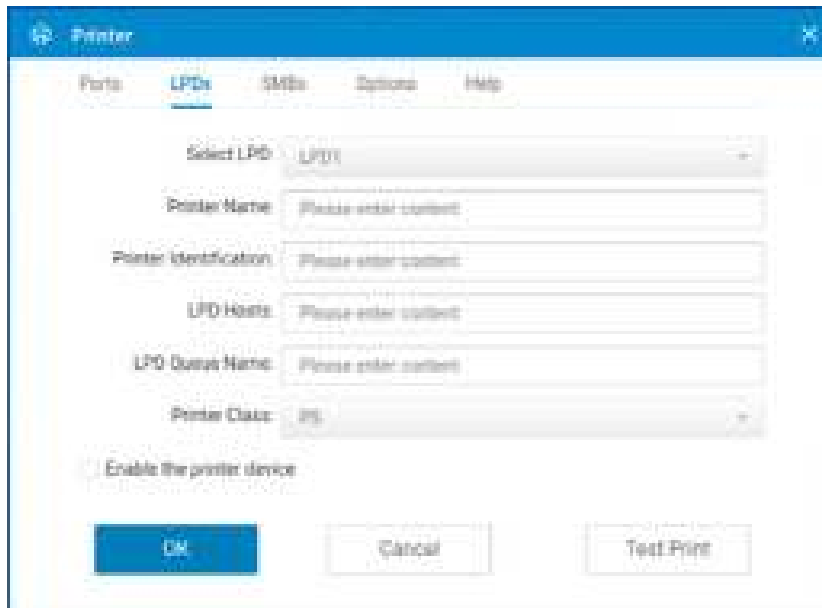 Printer
Ports LPDs SMBs Options Help
Select LPD LPD1
Printer Name Please enter content
Printer Identification Please enter content
LPD Hosts Please enter content
LPD Queue Name Please enter content
Printer Class PS
Enable the printer device
OK Cancel Test Print